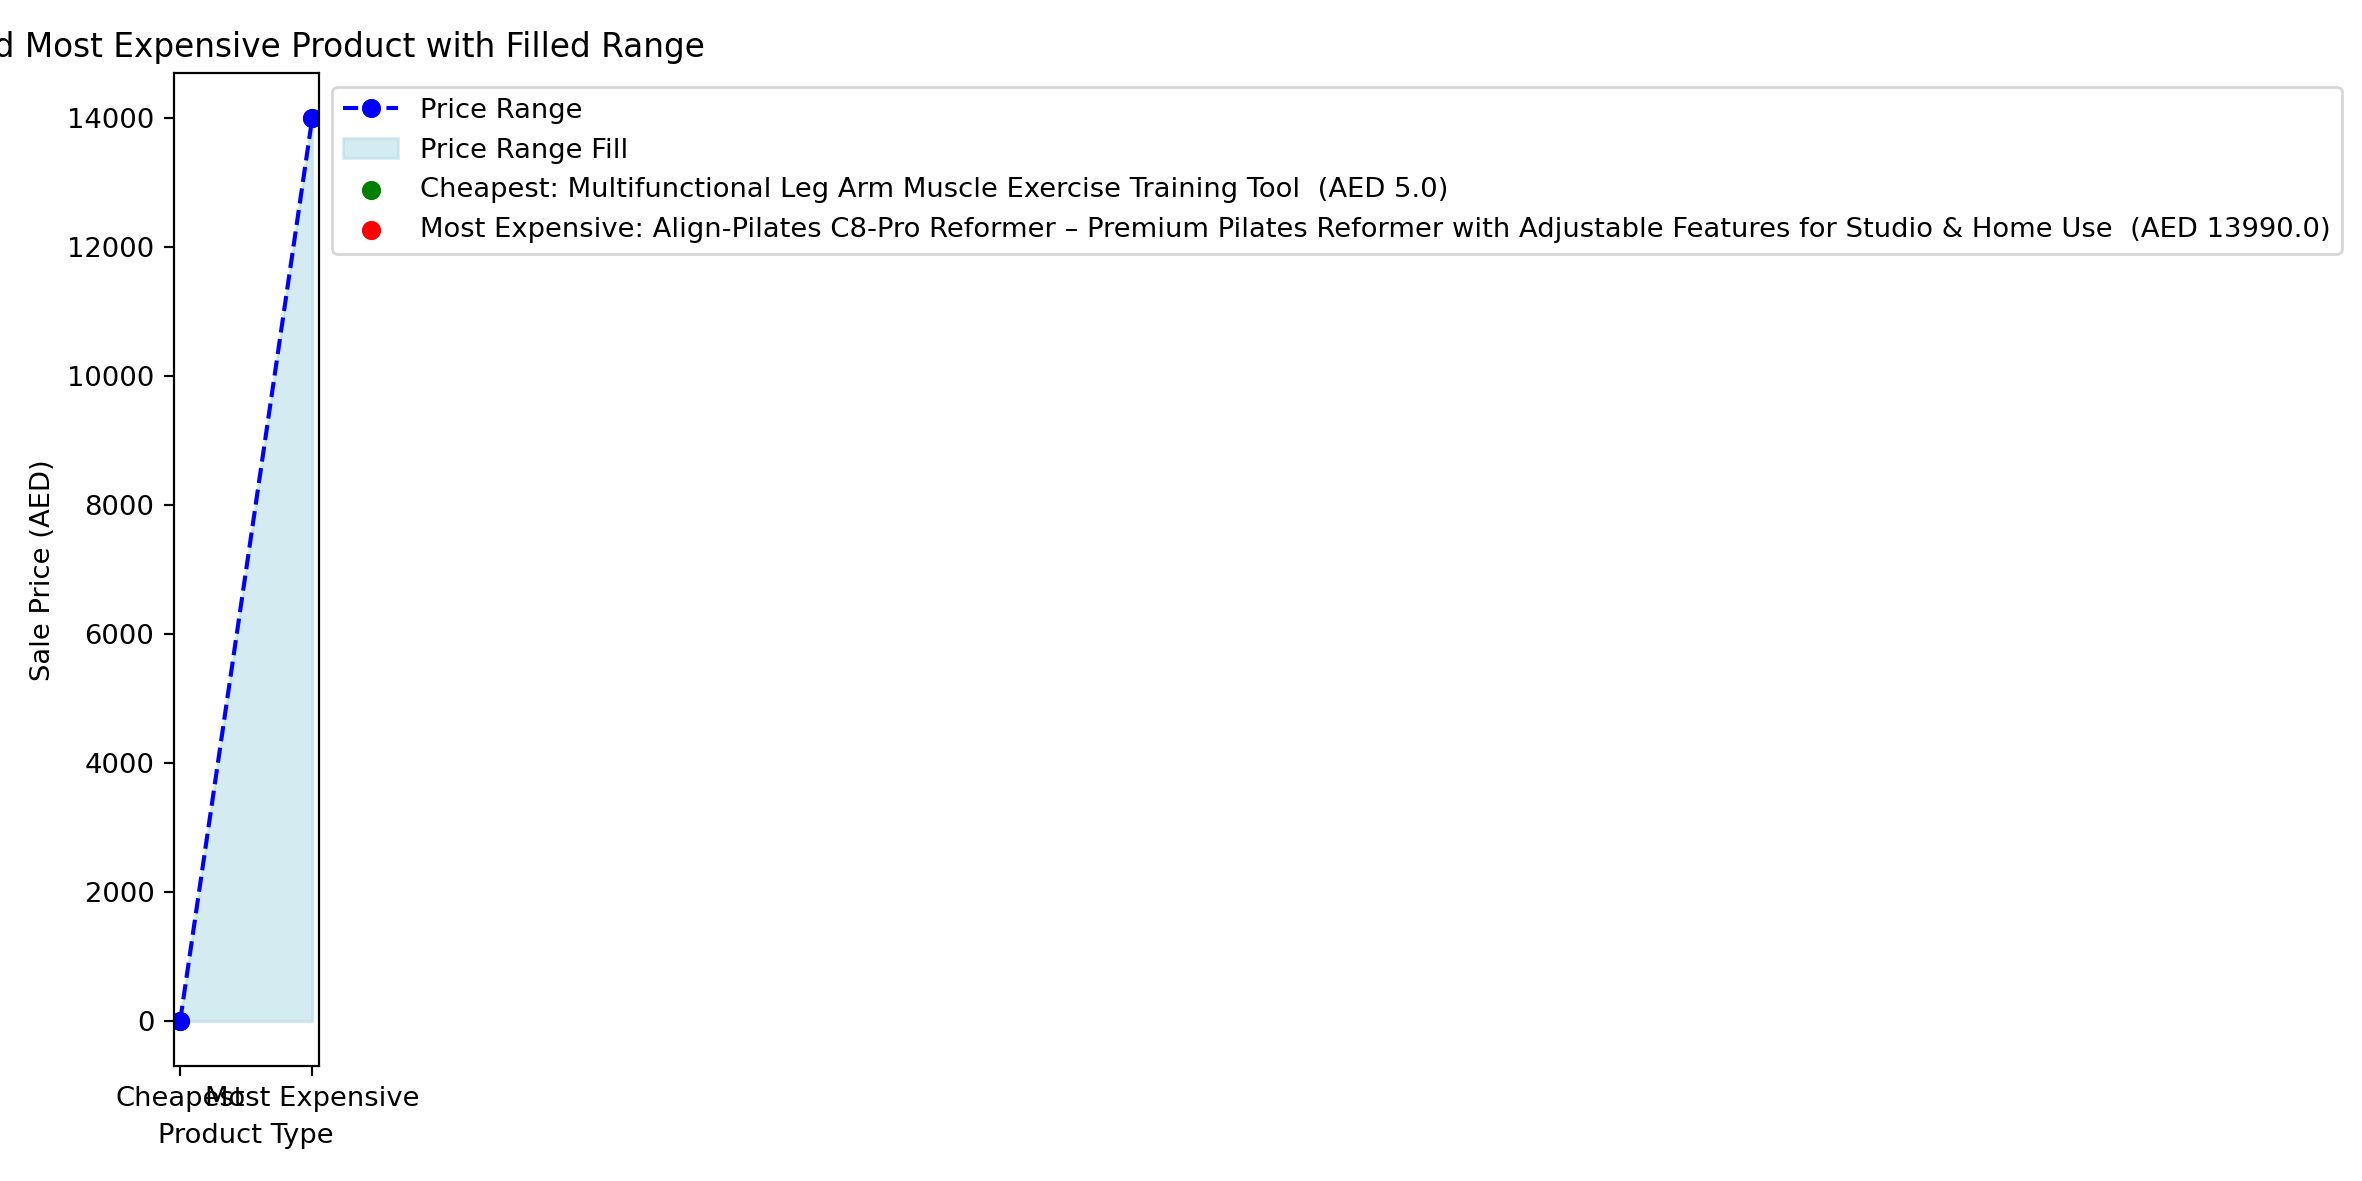 d Most Expensive Product with Filled Range
Price Range
Price Range Fill
Cheapest: Multifunctional Leg Arm Muscle Exercise Training Tool (AED 5.0)
Most Expensive: Align-Pilates C8-Pro Reformer – Premium Pilates Reformer with Adjustable Features for Studio & Home Use (AED 13990.0)
14000
12000
10000
8000
6000
4000
2000
0
Sale Price (AED)
Cheapest
Most Expensive
Product Type